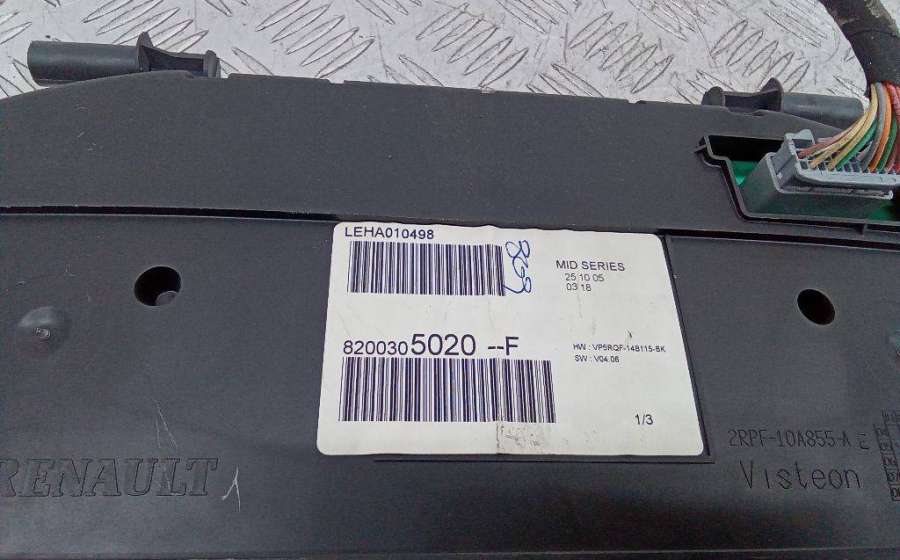 LEHA010498
MID SERIES
25 10 05
03 18
8200305020 --F
HW : VP5RQF-14B115-BK
SW : V04.06
1/3
2RPF-10A855-A E
Visteon
RENAULT